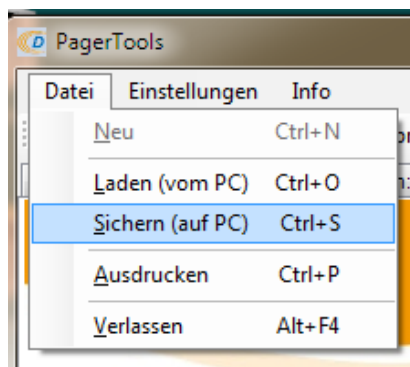 PagerTools
Datei Einstellungen Info
Neu Ctrl+N
Laden (vom PC) Ctrl+O
Sichern (auf PC) Ctrl+S
Ausdrucken Ctrl+P
Verlassen Alt+F4